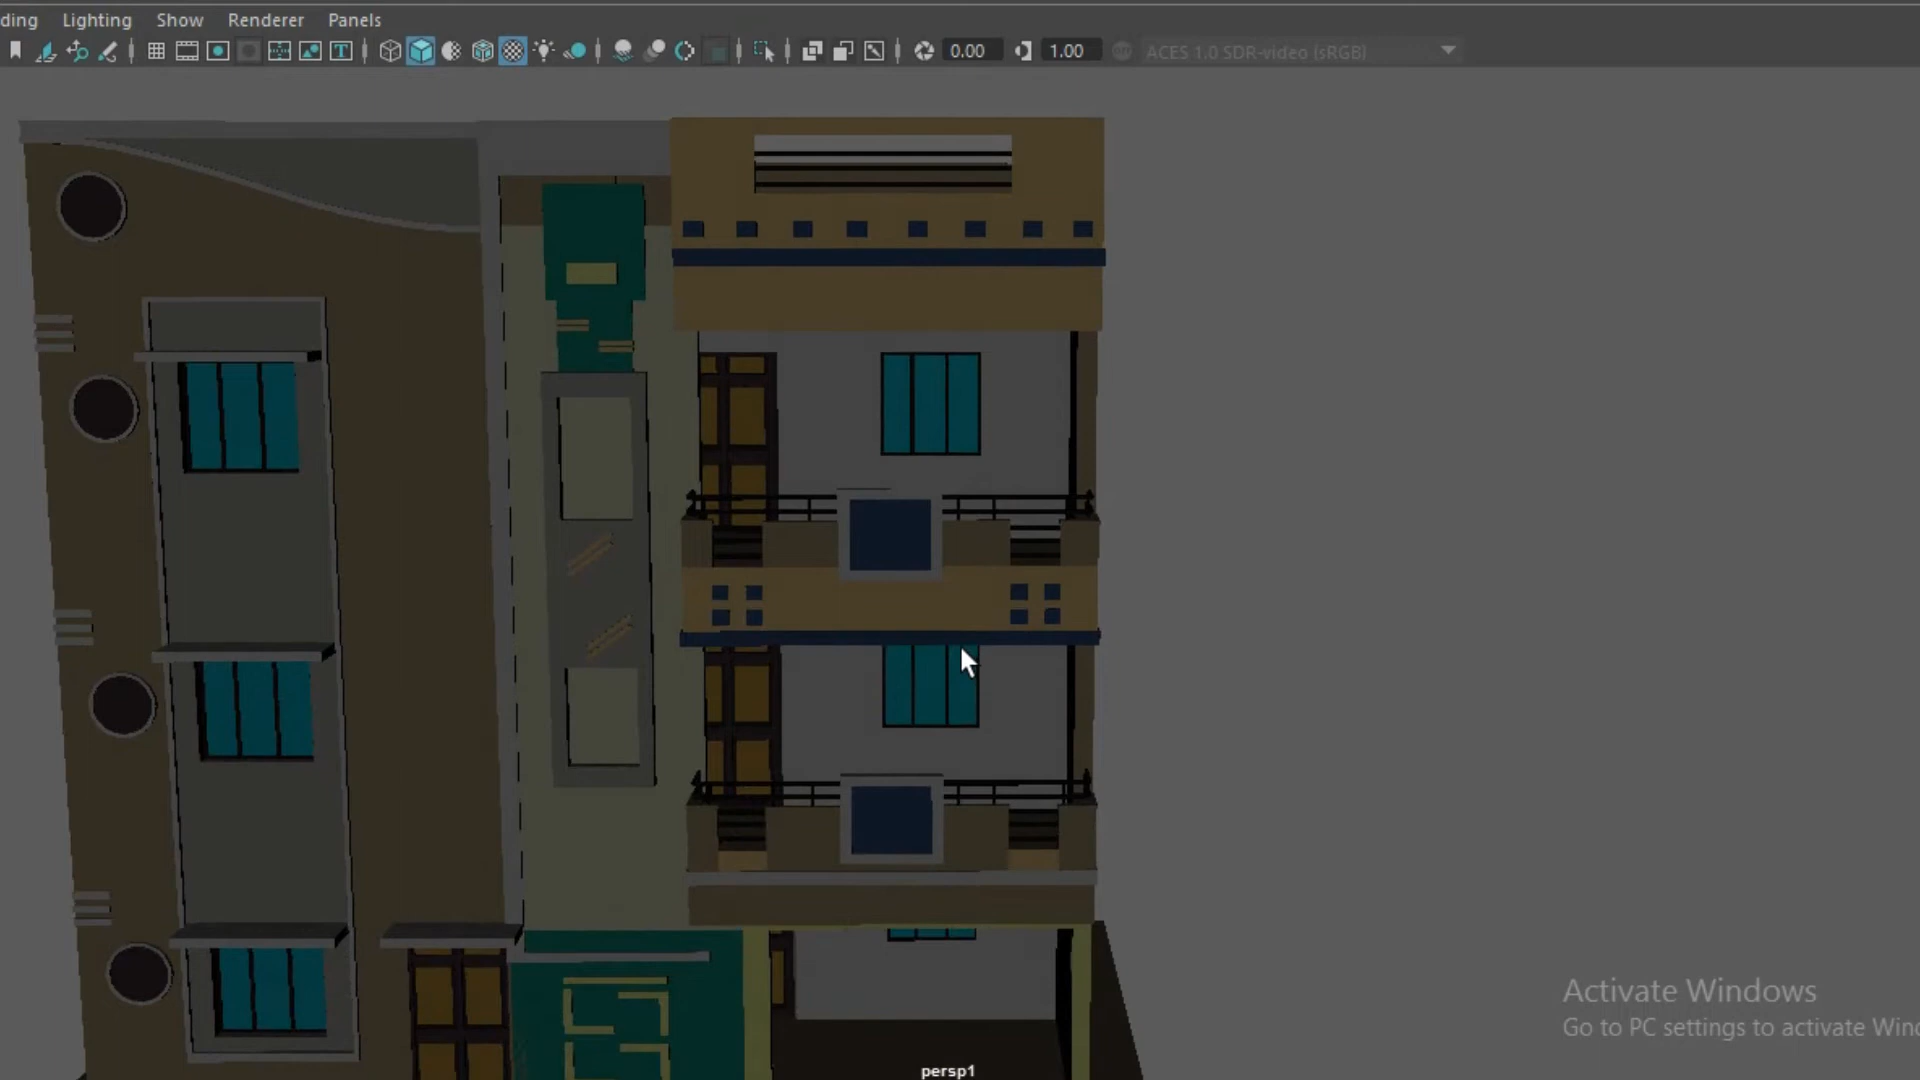 ding Lighting Show Renderer Panels
T 0.00 1.00 ACES 1.0 SDR-video (sRGB)
Activate Windows
Go to PC settings to activate Win
persp1